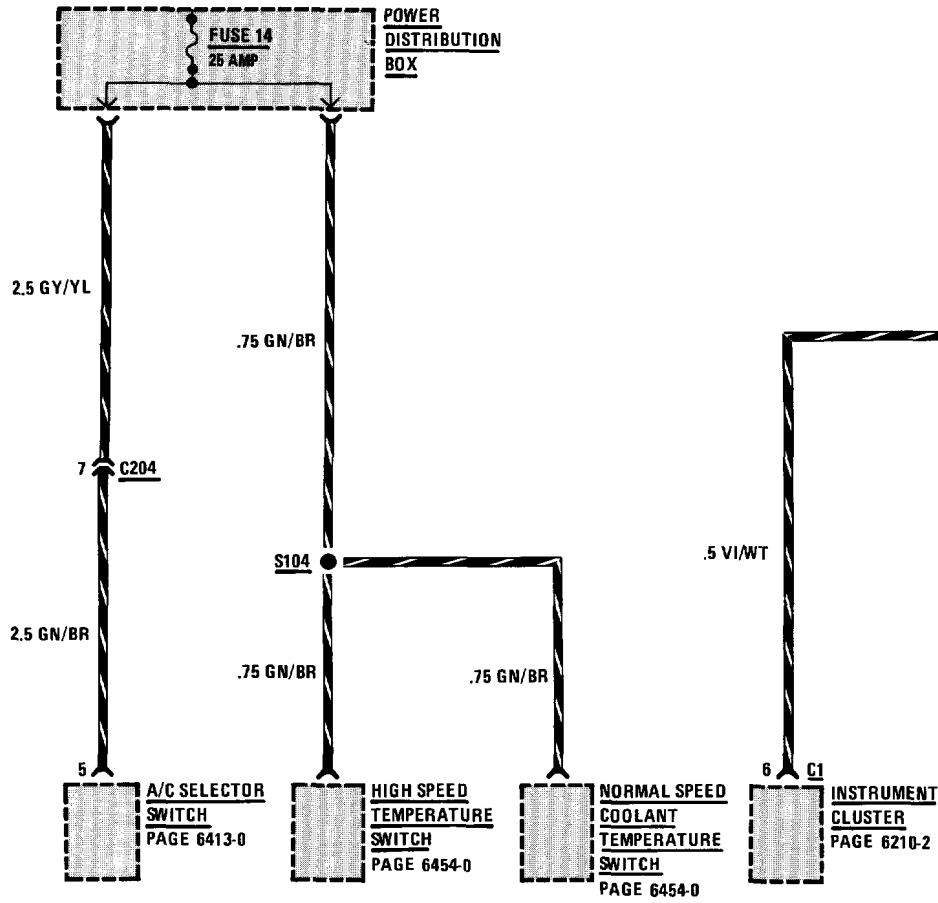 POWER
DISTRIBUTION
BOX
FUSE 14
25 AMP
2.5 GY/YL
.75 GN/BR
7 C204
S104
.5 VI/WT
2.5 GN/BR
.75 GN/BR
.75 GN/BR
5
6 C1
A/C SELECTOR
SWITCH
PAGE 6413-0
HIGH SPEED
TEMPERATURE
SWITCH
PAGE 6454-0
NORMAL SPEED
COOLANT
TEMPERATURE
SWITCH
PAGE 6454-0
INSTRUMENT
CLUSTER
PAGE 6210-2